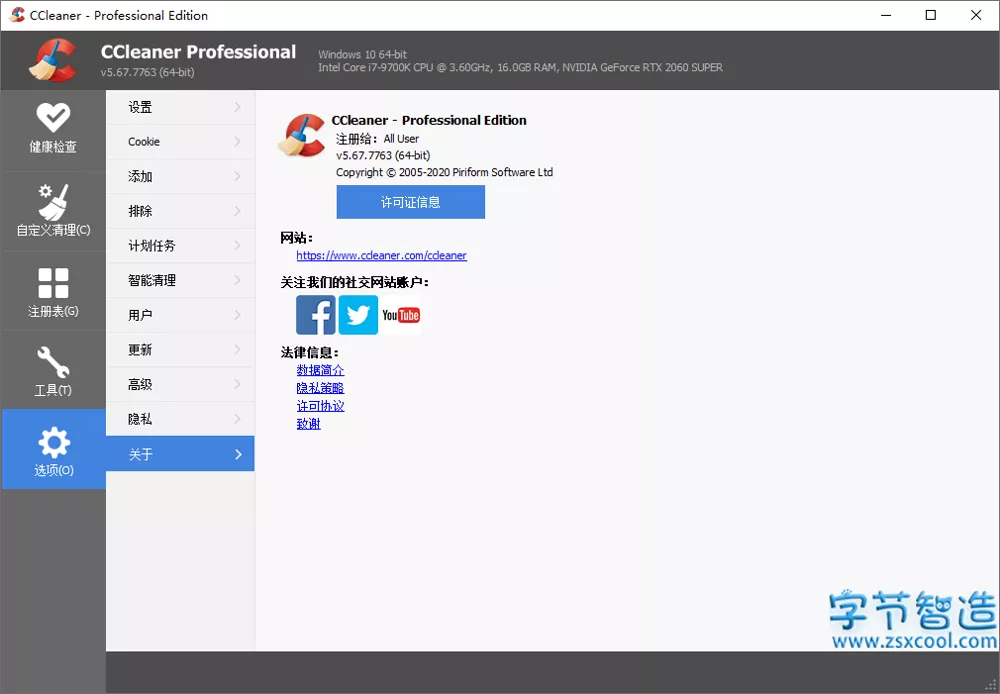 CCleaner - Professional Edition
CCleaner Professional
v5.67.7763 (64-bit)
Windows 10 64-bit
Intel Core i7-9700K CPU @ 3.60GHz, 16.0GB RAM, NVIDIA GeForce RTX 2060 SUPER
健康检查
自定义清理(C)
注册表(G)
工具(T)
选项(O)
设置
Cookie
添加
排除
计划任务
智能清理
用户
更新
高级
隐私
关于
CCleaner - Professional Edition
注册给：All User
v5.67.7763 (64-bit)
Copyright © 2005-2020 Piriform Software Ltd
许可证信息
网站：
https://www.ccleaner.com/ccleaner
关注我们的社交网站账户：
You Tube
法律信息：
数据简介
隐私策略
许可协议
致谢
字节智造
www.zsxcool.com